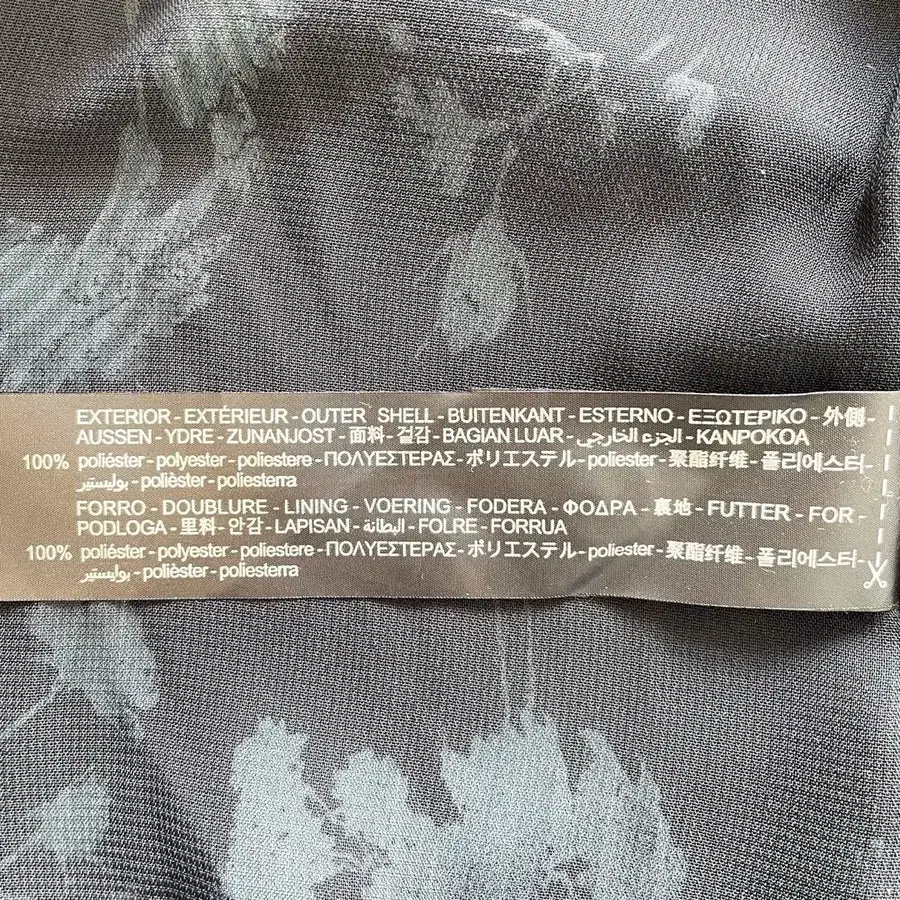 EXTERIOR - EXTÉRIEUR - OUTER SHELL - BUITENKANT - ESTERNO - ΕΞΩΤΕΡΙΚΟ - 外側 -
AUSSEN - YDRE - ZUNANJOST - 面料 - 겉감 - BAGIAN LUAR - الجزء الخارجي - KANPOKOA
100% poliéster - polyester - poliestere - ΠΟΛΥΕΣΤΕΡΑΣ - ポリエステル - poliester - 聚酯纤维 - 폴리에스터 -
بوليستير - polièster - poliesterra
FORRO - DOUBLURE - LINING - VOERING - FODERA - ΦΟΔΡΑ - 裏地 - FUTTER - FOR -
PODLOGA - 里料 - 안감 - LAPISAN - البطانة - FOLRE - FORRUA
100% poliéster - polyester - poliestere - ΠΟΛΥΕΣΤΕΡΑΣ - ポリエステル - poliester - 聚酯纤维 - 폴리에스터 -
بوليستير - polièster - poliesterra